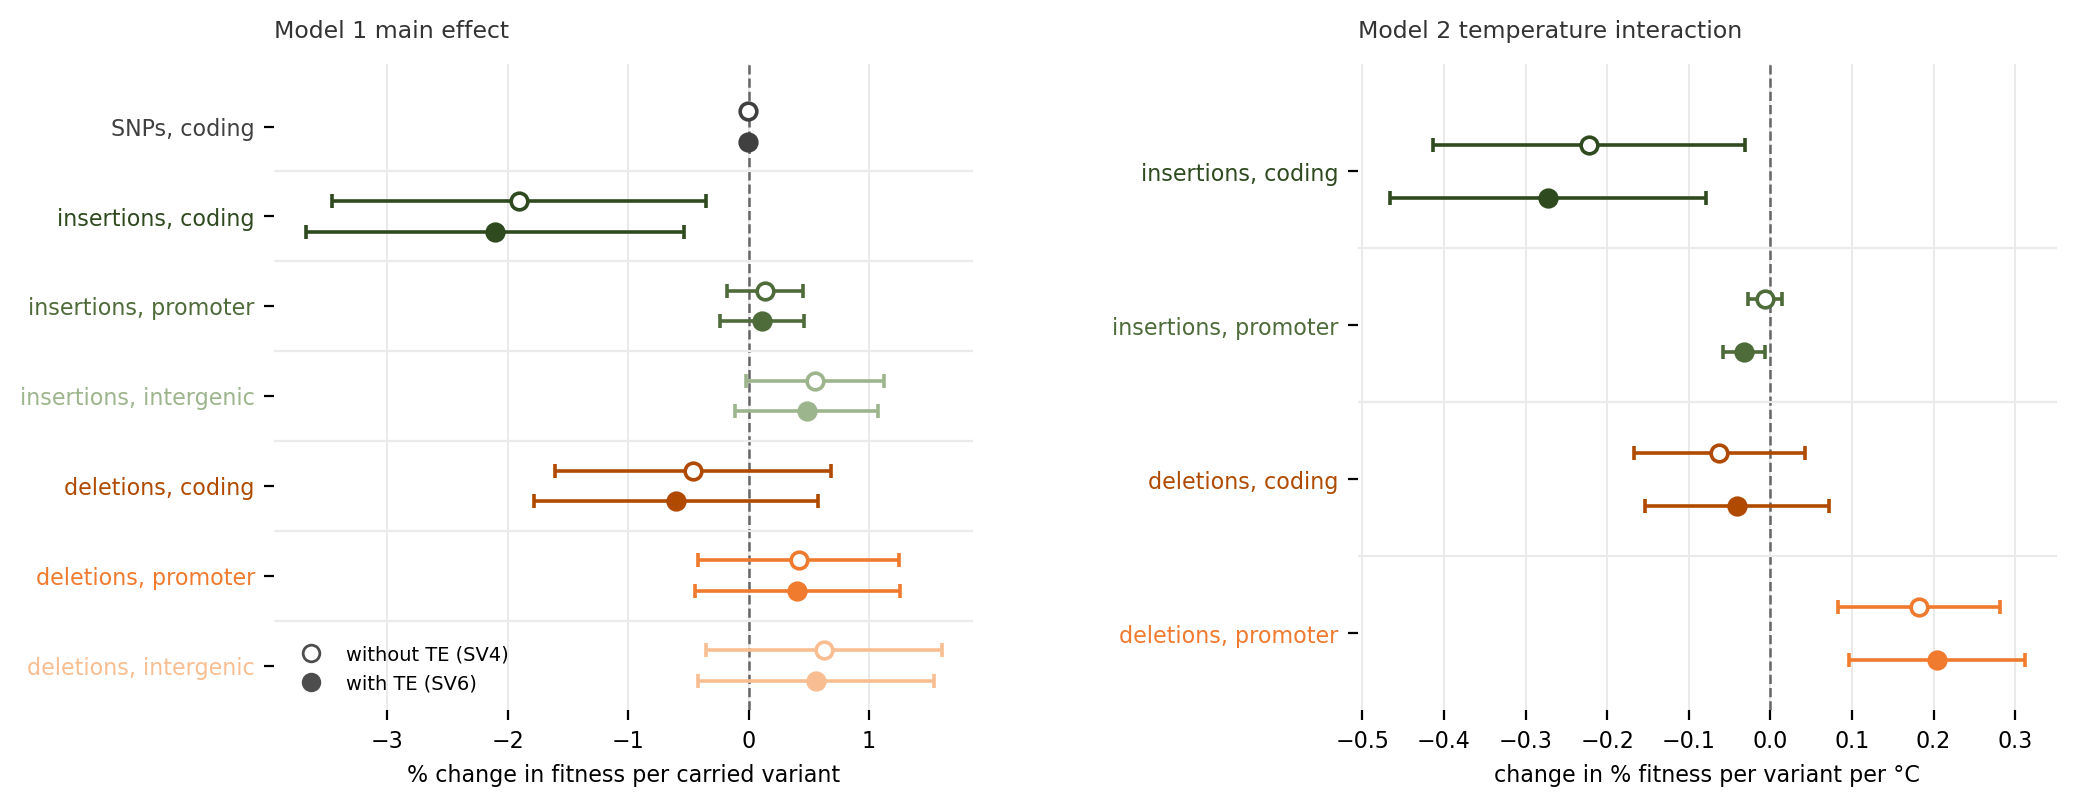 Model 1 main effect
SNPs, coding
insertions, coding
insertions, promoter
insertions, intergenic
deletions, coding
deletions, promoter
deletions, intergenic
without TE (SV4)
with TE (SV6)
−3 −2 −1 0 1
% change in fitness per carried variant
Model 2 temperature interaction
insertions, coding
insertions, promoter
deletions, coding
deletions, promoter
−0.5 −0.4 −0.3 −0.2 −0.1 0.0 0.1 0.2 0.3
change in % fitness per variant per °C